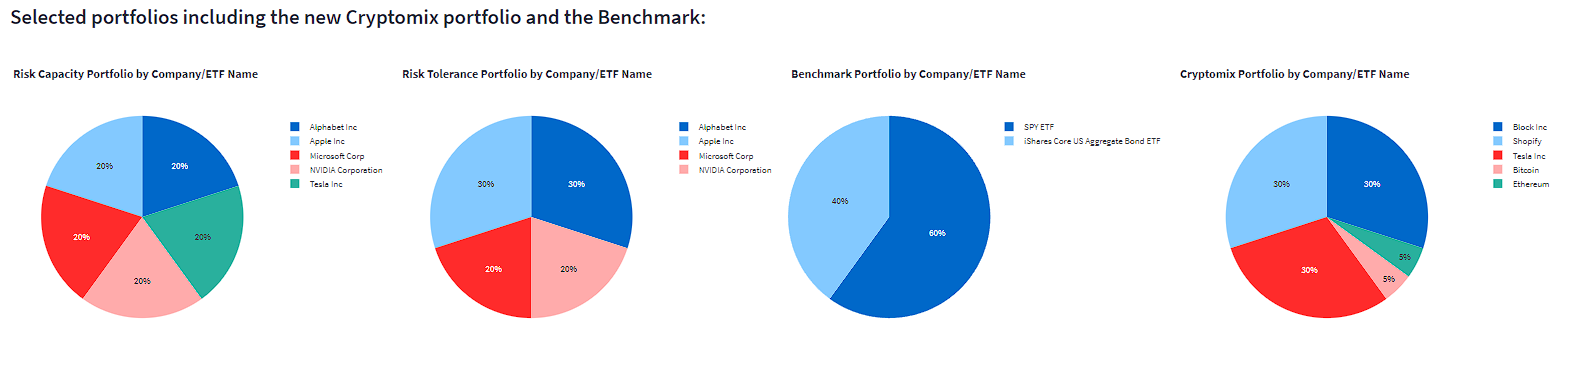 Selected portfolios including the new Cryptomix portfolio and the Benchmark:
Risk Capacity Portfolio by Company/ETF Name
20%
20%
20%
20%
20%
Alphabet Inc
Apple Inc
Microsoft Corp
NVIDIA Corporation
Tesla Inc
Risk Tolerance Portfolio by Company/ETF Name
30%
30%
20%
20%
Alphabet Inc
Apple Inc
Microsoft Corp
NVIDIA Corporation
Benchmark Portfolio by Company/ETF Name
40%
60%
SPY ETF
iShares Core US Aggregate Bond ETF
Cryptomix Portfolio by Company/ETF Name
30%
30%
5%
30%
5%
Block Inc
Shopify
Tesla Inc
Bitcoin
Ethereum